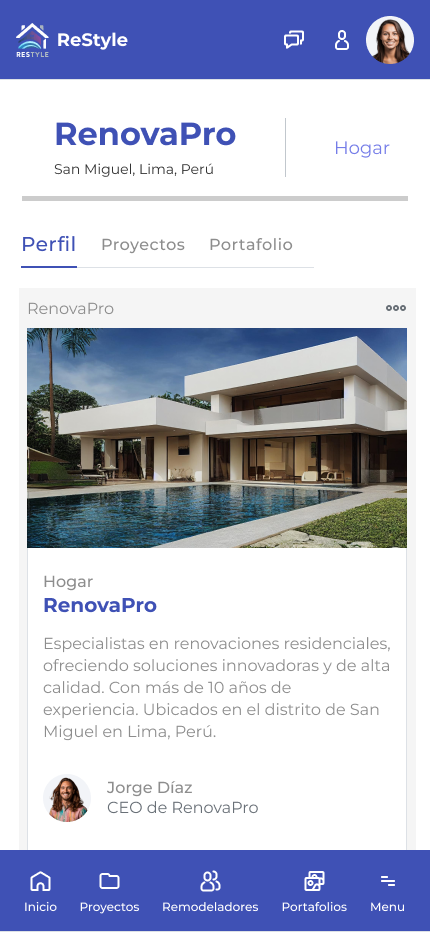 RESTYLE
ReStyle
RenovaPro
San Miguel, Lima, Perú
Hogar
Perfil
Proyectos
Portafolio
RenovaPro
Hogar
RenovaPro
Especialistas en renovaciones residenciales,
ofreciendo soluciones innovadoras y de alta
calidad. Con más de 10 años de
experiencia. Ubicados en el distrito de San
Miguel en Lima, Perú.
Jorge Díaz
CEO de RenovaPro
Inicio
Proyectos
Remodeladores
Portafolios
Menu